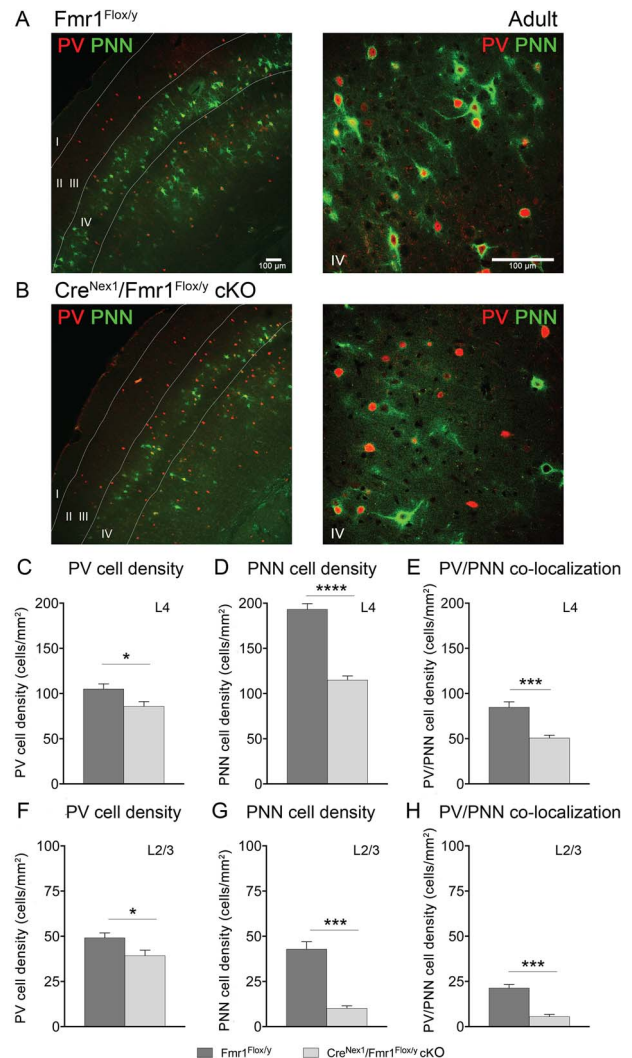 A Fmr1Flox/y Adult
PV PNN PV PNN
I
II III
IV
100 µm
IV
100 µm
B CreNex1/Fmr1Flox/y cKO
PV PNN PV PNN
I
II III
IV
IV
C PV cell density D PNN cell density E PV/PNN co-localization
PV cell density (cells/mm²)
200
150
100
50
0
L4
*
PNN cell density (cells/mm²)
200
150
100
50
0
L4
****
PV/PNN cell density (cells/mm²)
200
150
100
50
0
L4
***
F PV cell density G PNN cell density H PV/PNN co-localization
PV cell density (cells/mm²)
100
75
50
25
0
L2/3
*
PNN cell density (cells/mm²)
100
75
50
25
0
L2/3
***
PV/PNN cell density (cells/mm²)
100
75
50
25
0
L2/3
***
Fmr1Flox/y CreNex1/Fmr1Flox/y cKO